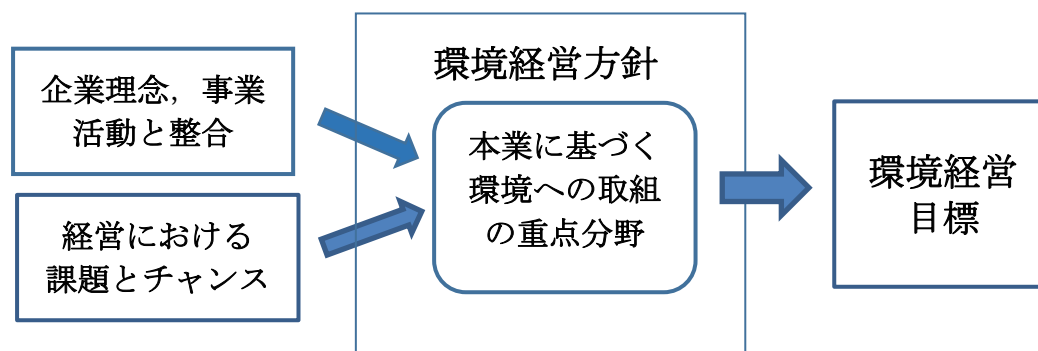 企業理念，事業
活動と整合
経営における
課題とチャンス
環境経営方針
本業に基づく
環境への取組
の重点分野
環境経営
目標